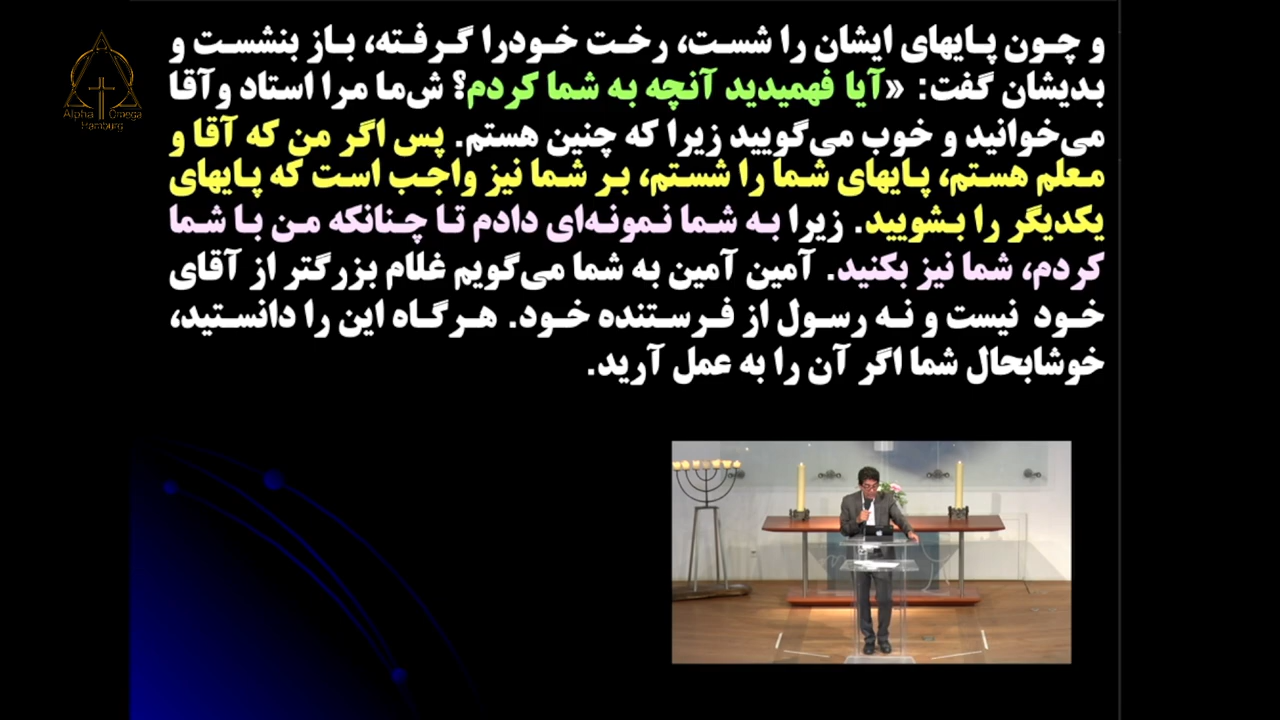 و چون پایهای ایشان را شست، رخت خودرا گرفته، باز بنشست و
بدیشان گفت: «آیا فهمیدید آنچه به شما کردم؟ ش‌ما مرا استاد وآقا
می‌خوانید و خوب می‌گویید زیرا که چنین هستم. پس اگر من که آقا و
معلم هستم، پایهای شما را شستم، بر شما نیز واجب است که پایهای
یکدیگر را بشویید. زیرا به شما نمونه‌ای دادم تا چنانکه من با شما
کردم، شما نیز بکنید. آمین آمین به شما می‌گویم غلام بزرگتر از آقای
خود نیست و نه رسول از فرستنده خود. هرگاه این را دانستید،
خوشابحال شما اگر آن را به عمل آرید.
Alpha Omega
Hamburg